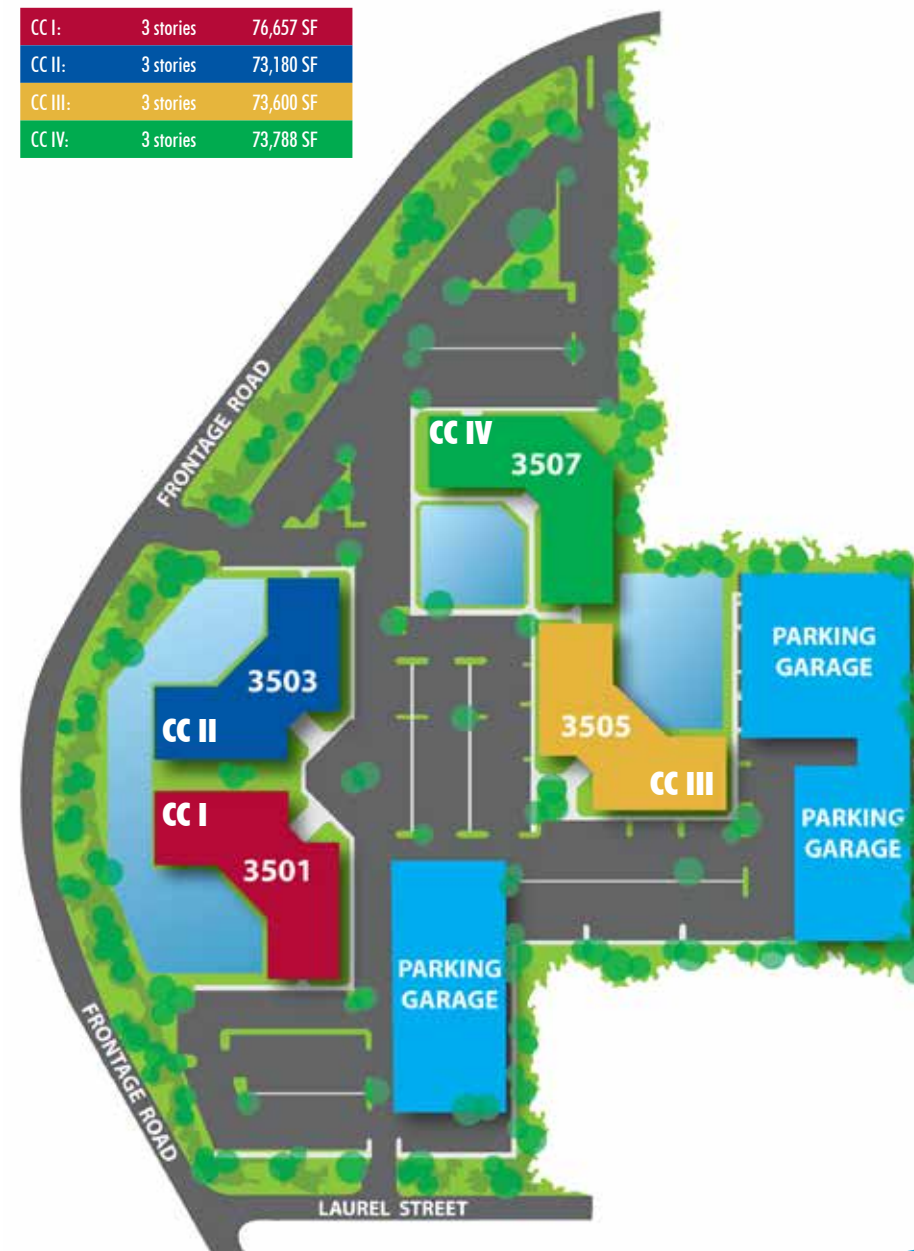 CC I: 3 stories 76,657 SF
CC II: 3 stories 73,180 SF
CC III: 3 stories 73,600 SF
CC IV: 3 stories 73,788 SF
FRONTAGE ROAD
CC IV
3507
PARKING
GARAGE
3503
CC II
3505
CC III
CC I
3501
PARKING
GARAGE
PARKING
GARAGE
FRONTAGE ROAD
LAUREL STREET